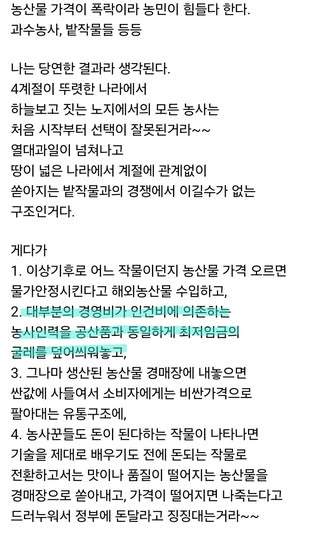 농산물 가격이 폭락이라 농민이 힘들다 한다.
과수농사, 밭작물들 등등
나는 당연한 결과라 생각된다.
4계절이 뚜렷한 나라에서
하늘보고 짓는 노지에서의 모든 농사는
처음 시작부터 선택이 잘못된거라~~
열대과일이 넘쳐나고
땅이 넓은 나라에서 계절에 관계없이
쏟아지는 밭작물과의 경쟁에서 이길수가 없는
구조인거다.
게다가
1. 이상기후로 어느 작물이던지 농산물 가격 오르면
물가안정시킨다고 해외농산물 수입하고,
2. 대부분의 경영비가 인건비에 의존하는
농사인력을 공산품과 동일하게 최저임금의
굴레를 덮어씌워놓고,
3. 그나마 생산된 농산물 경매장에 내놓으면
싼값에 사들여서 소비자에게는 비싼가격으로
팔아대는 유통구조에,
4. 농사꾼들도 돈이 된다하는 작물이 나타나면
기술을 제대로 배우기도 전에 돈되는 작물로
전환하고서는 맛이나 품질이 떨어지는 농산물을
경매장으로 쏟아내고, 가격이 떨어지면 나죽는다고
드러누워서 정부에 돈달라고 징징대는거라~~